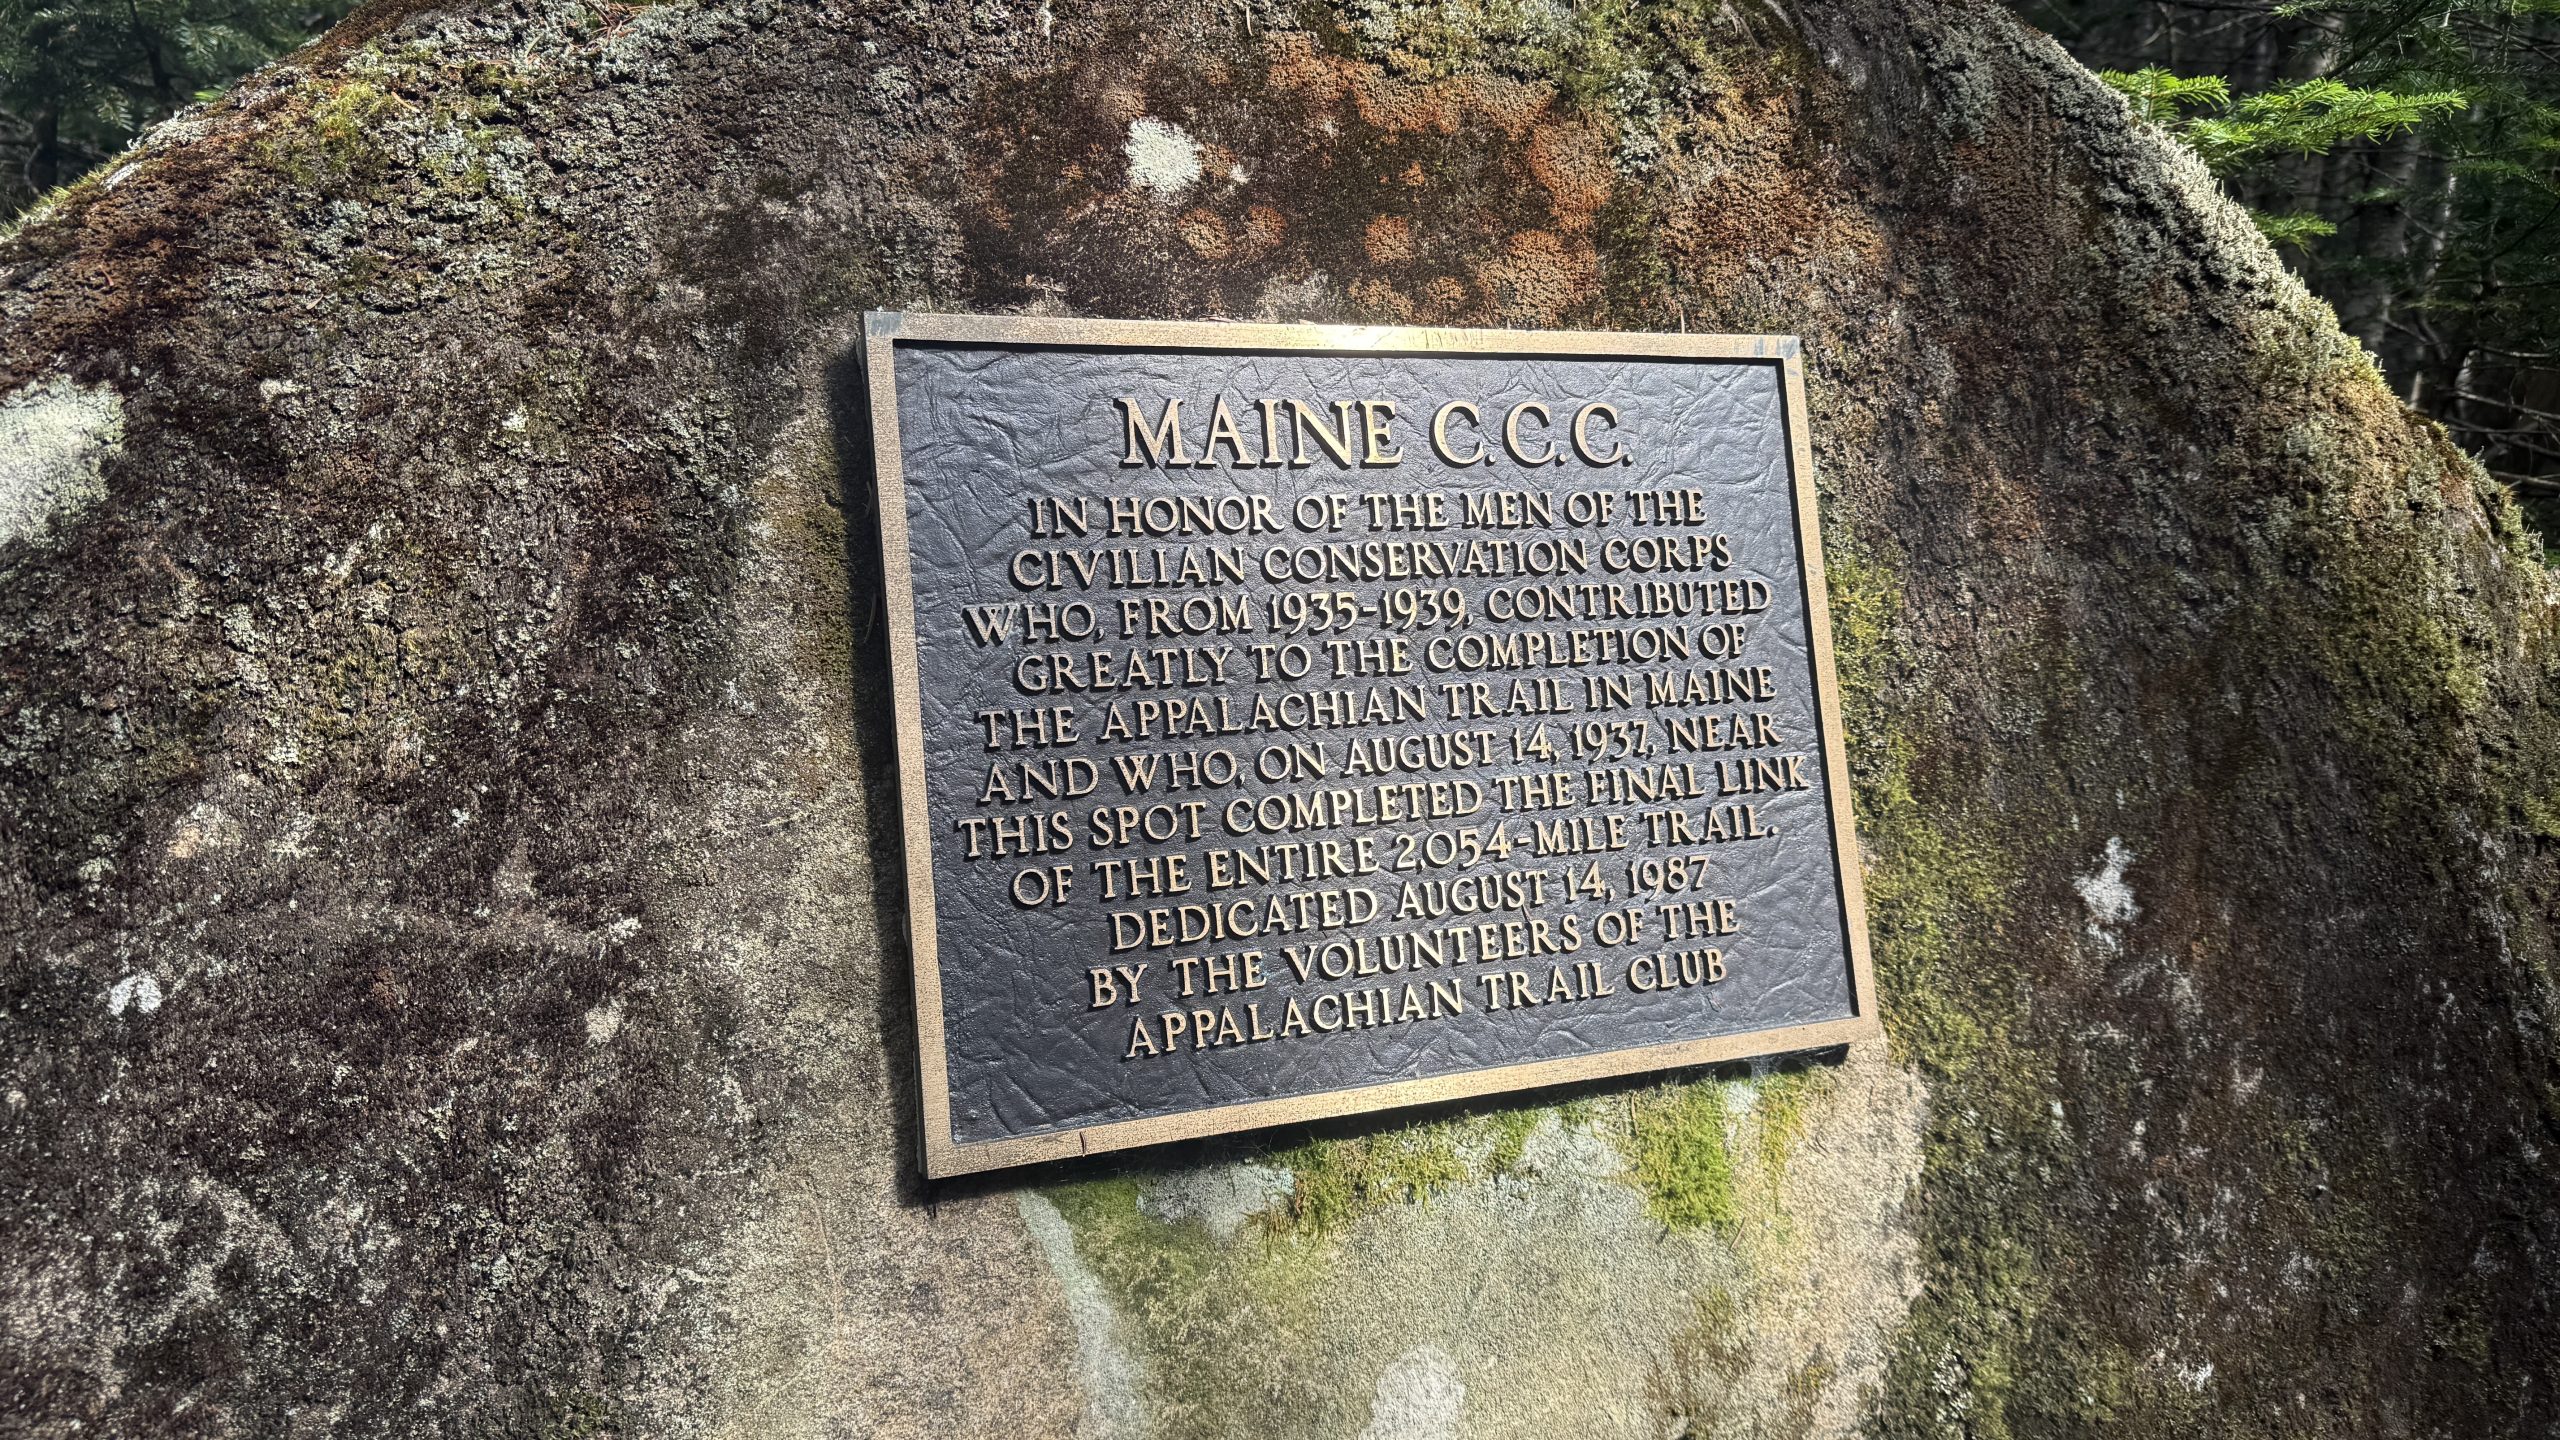 MAINE C.C.C.
IN HONOR OF THE MEN OF THE
CIVILIAN CONSERVATION CORPS
WHO, FROM 1935-1939, CONTRIBUTED
GREATLY TO THE COMPLETION OF
THE APPALACHIAN TRAIL IN MAINE
AND WHO, ON AUGUST 14, 1937, NEAR
THIS SPOT COMPLETED THE FINAL LINK
OF THE ENTIRE 2,054-MILE TRAIL.
DEDICATED AUGUST 14, 1987
BY THE VOLUNTEERS OF THE
APPALACHIAN TRAIL CLUB